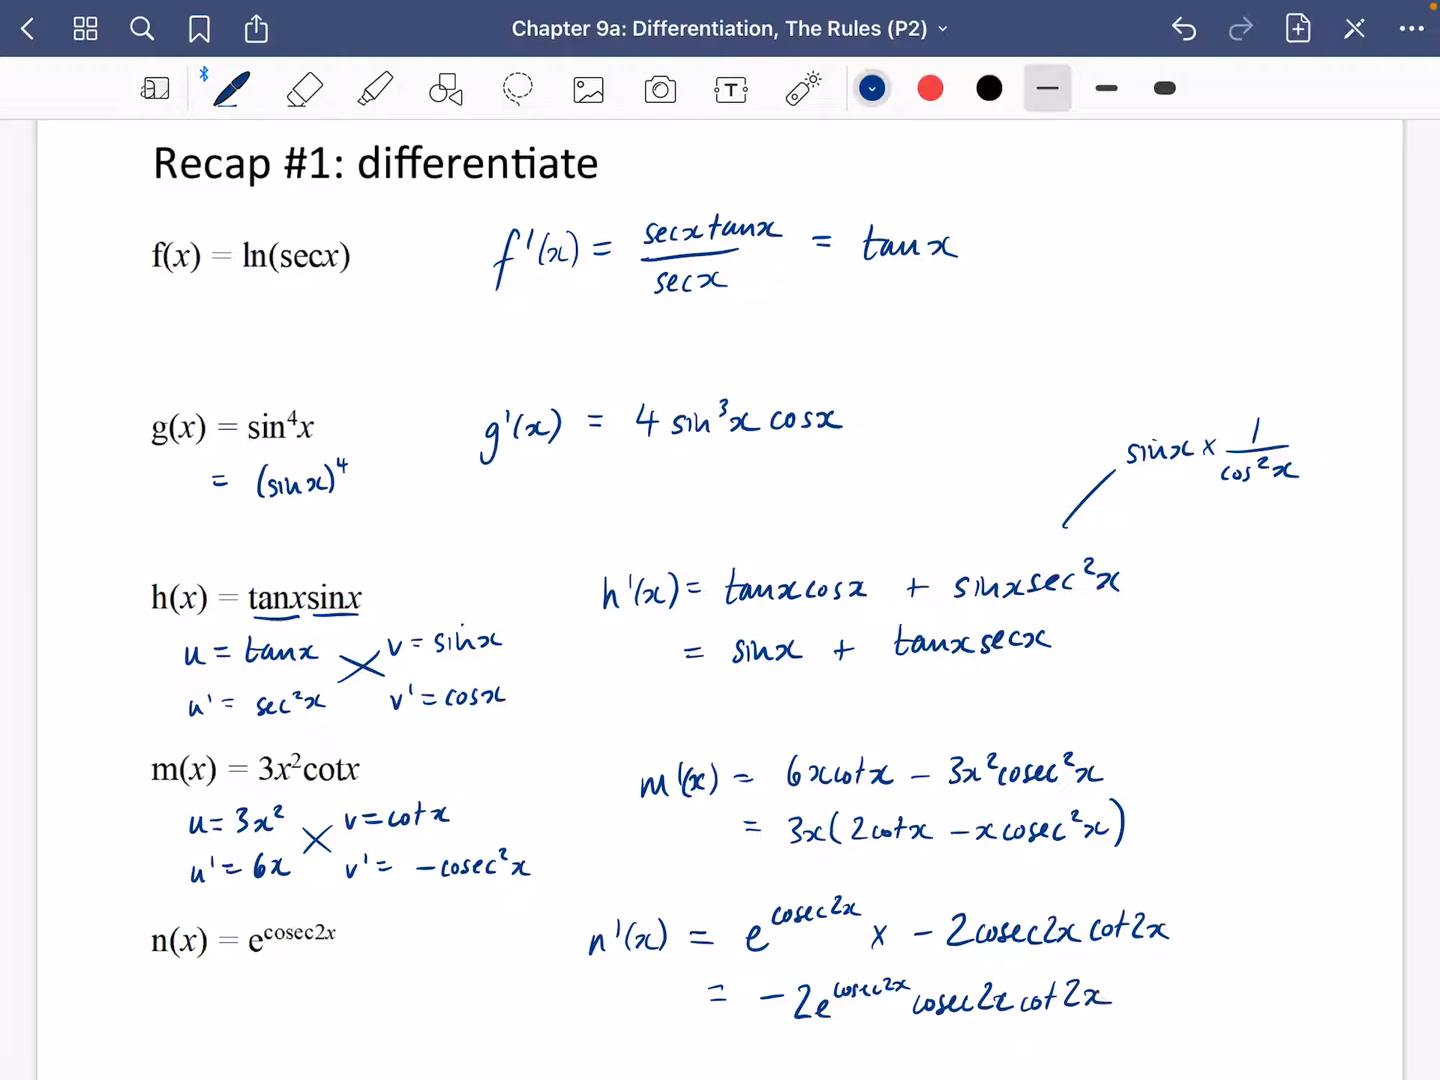 Chapter 9a: Differentiation, The Rules (P2)
Recap #1: differentiate
f(x) = ln(secx)
f'(x) = secxtanx/secx = tanx
g(x) = sin⁴x
= (sinx)⁴
g'(x) = 4 sin³x cosx
sinx × 1/cos²x
h(x) = tanxsinx
h'(x) = tanxcosx + sinxsec²x
u = tanx v = sinx
= sinx + tanxsecx
u' = sec²x v' = cosx
m(x) = 3x²cotx
m'(x) = 6xcotx − 3x²cosec²x
u = 3x² v = cotx
= 3x(2cotx − xcosec²x)
u' = 6x v' = −cosec²x
n(x) = e^cosec2x
n'(x) = e^cosec2x × −2cosec2x cot2x
= −2e^cosec2x cosec2x cot2x